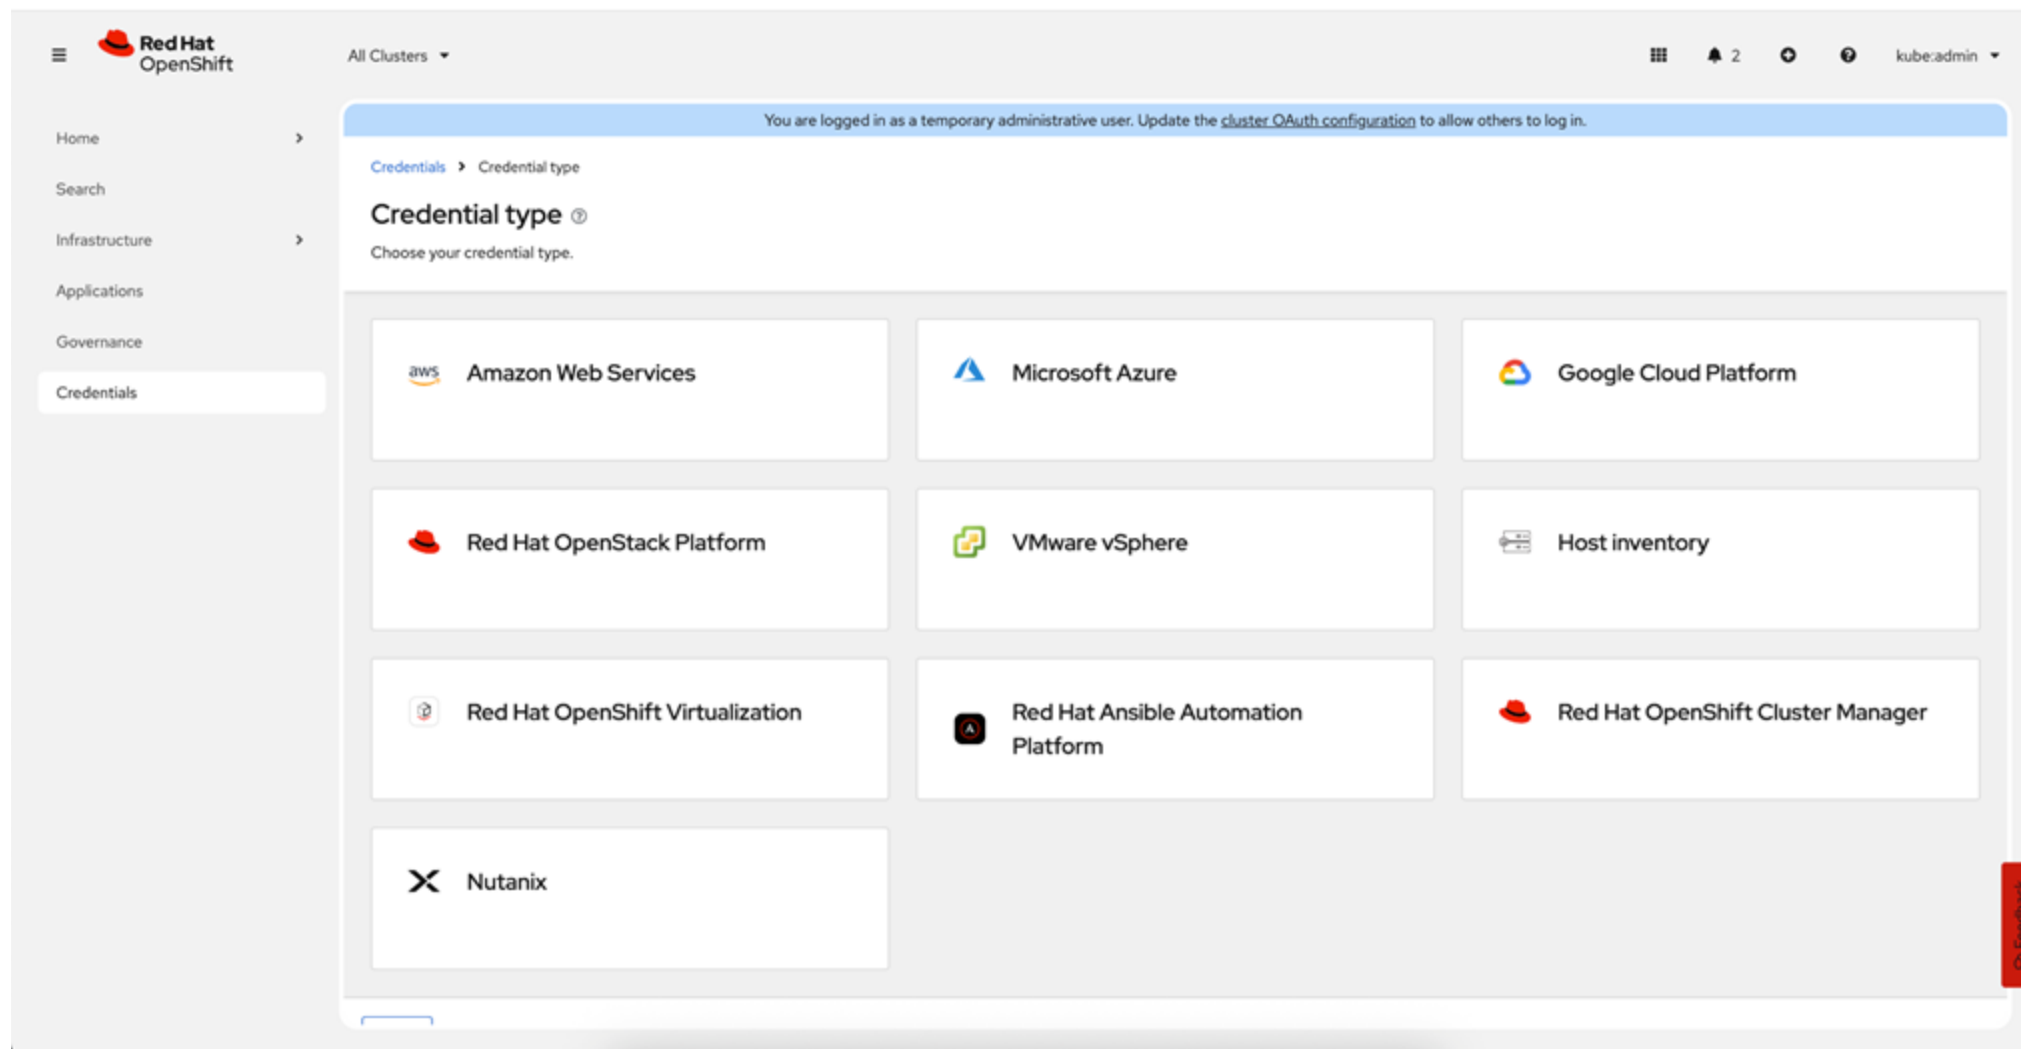 Red Hat
OpenShift
All Clusters
2
kube:admin
Home
Search
Infrastructure
Applications
Governance
Credentials
You are logged in as a temporary administrative user. Update the cluster OAuth configuration to allow others to log in.
Credentials > Credential type
Credential type
Choose your credential type.
aws Amazon Web Services
Microsoft Azure
Google Cloud Platform
Red Hat OpenStack Platform
VMware vSphere
Host inventory
Red Hat OpenShift Virtualization
Red Hat Ansible Automation
Platform
Red Hat OpenShift Cluster Manager
Nutanix